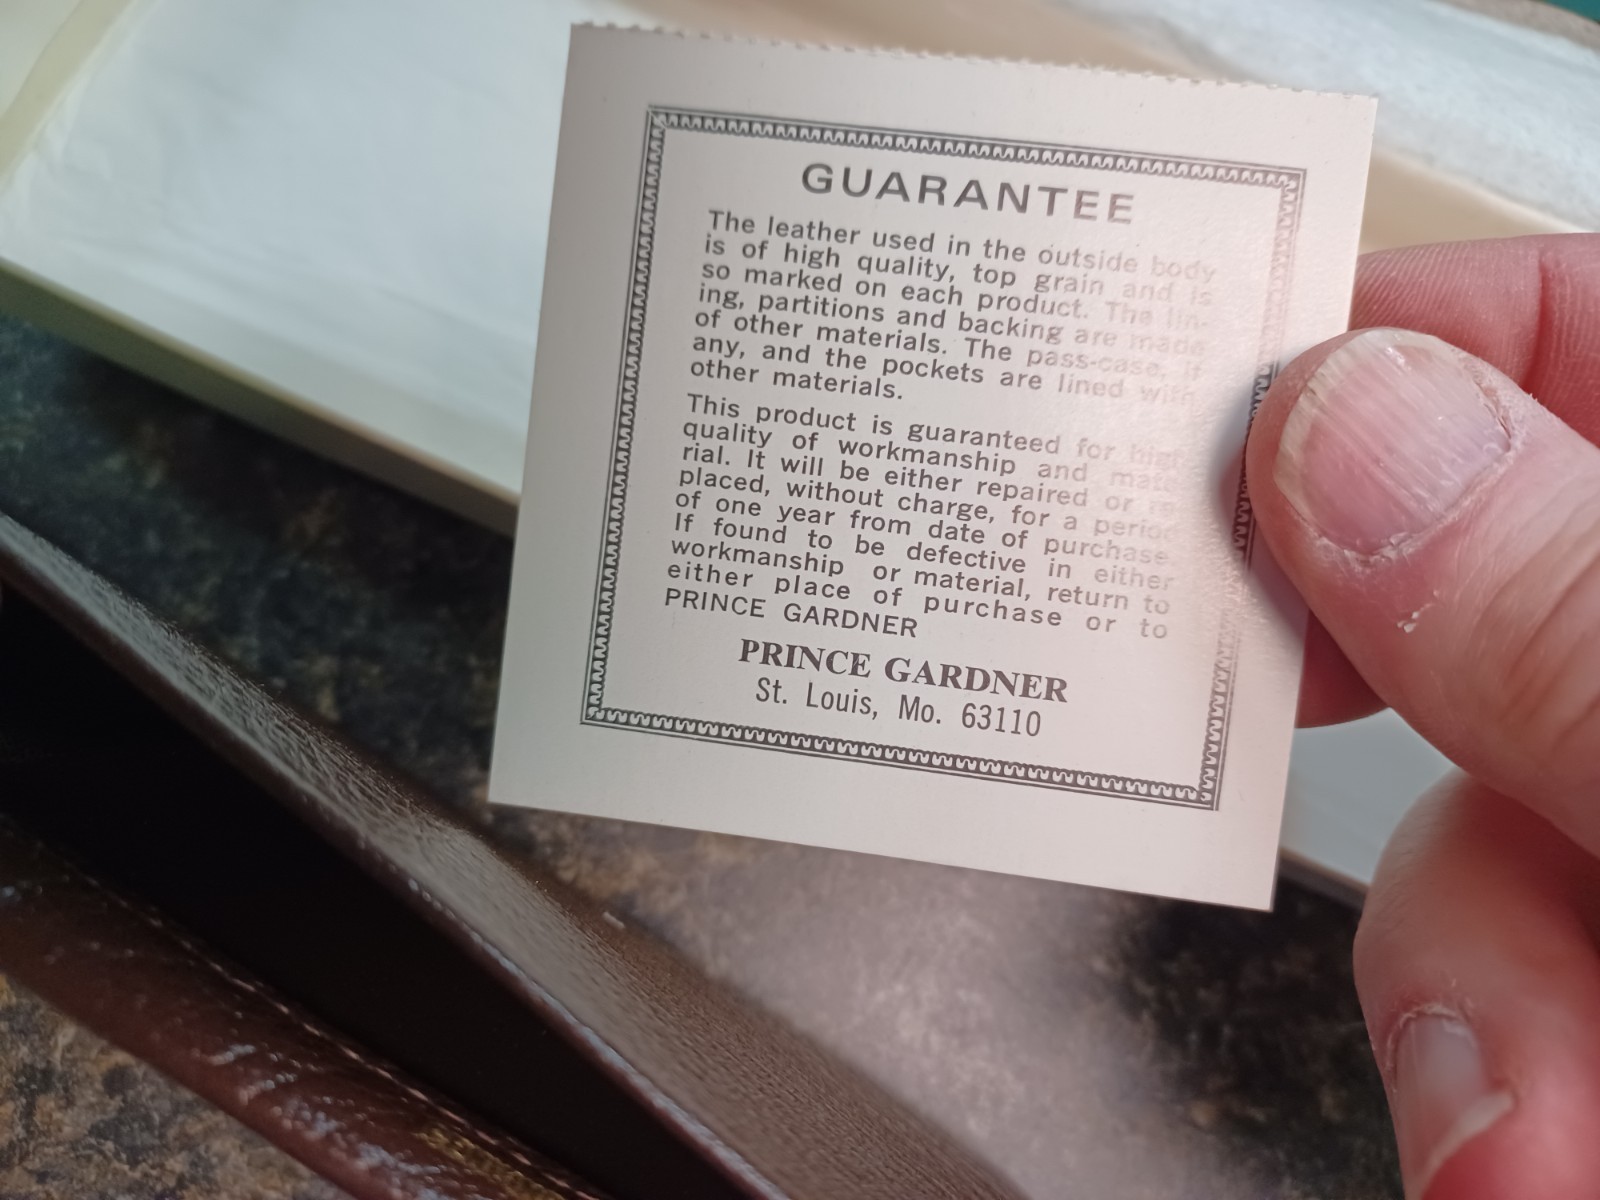 GUARANTEE
The leather used in the outside body
is of high quality, top grain and is
so marked on each product. The lin-
ing, partitions and backing are made
of other materials. The pass-case, if
any, and the pockets are lined with
other materials.
This product is guaranteed for high
quality of workmanship and mate-
rial. It will be either repaired or re-
placed, without charge, for a period
of one year from date of purchase
If found to be defective in either
workmanship or material, return to
either place of purchase or to
PRINCE GARDNER
PRINCE GARDNER
St. Louis, Mo. 63110